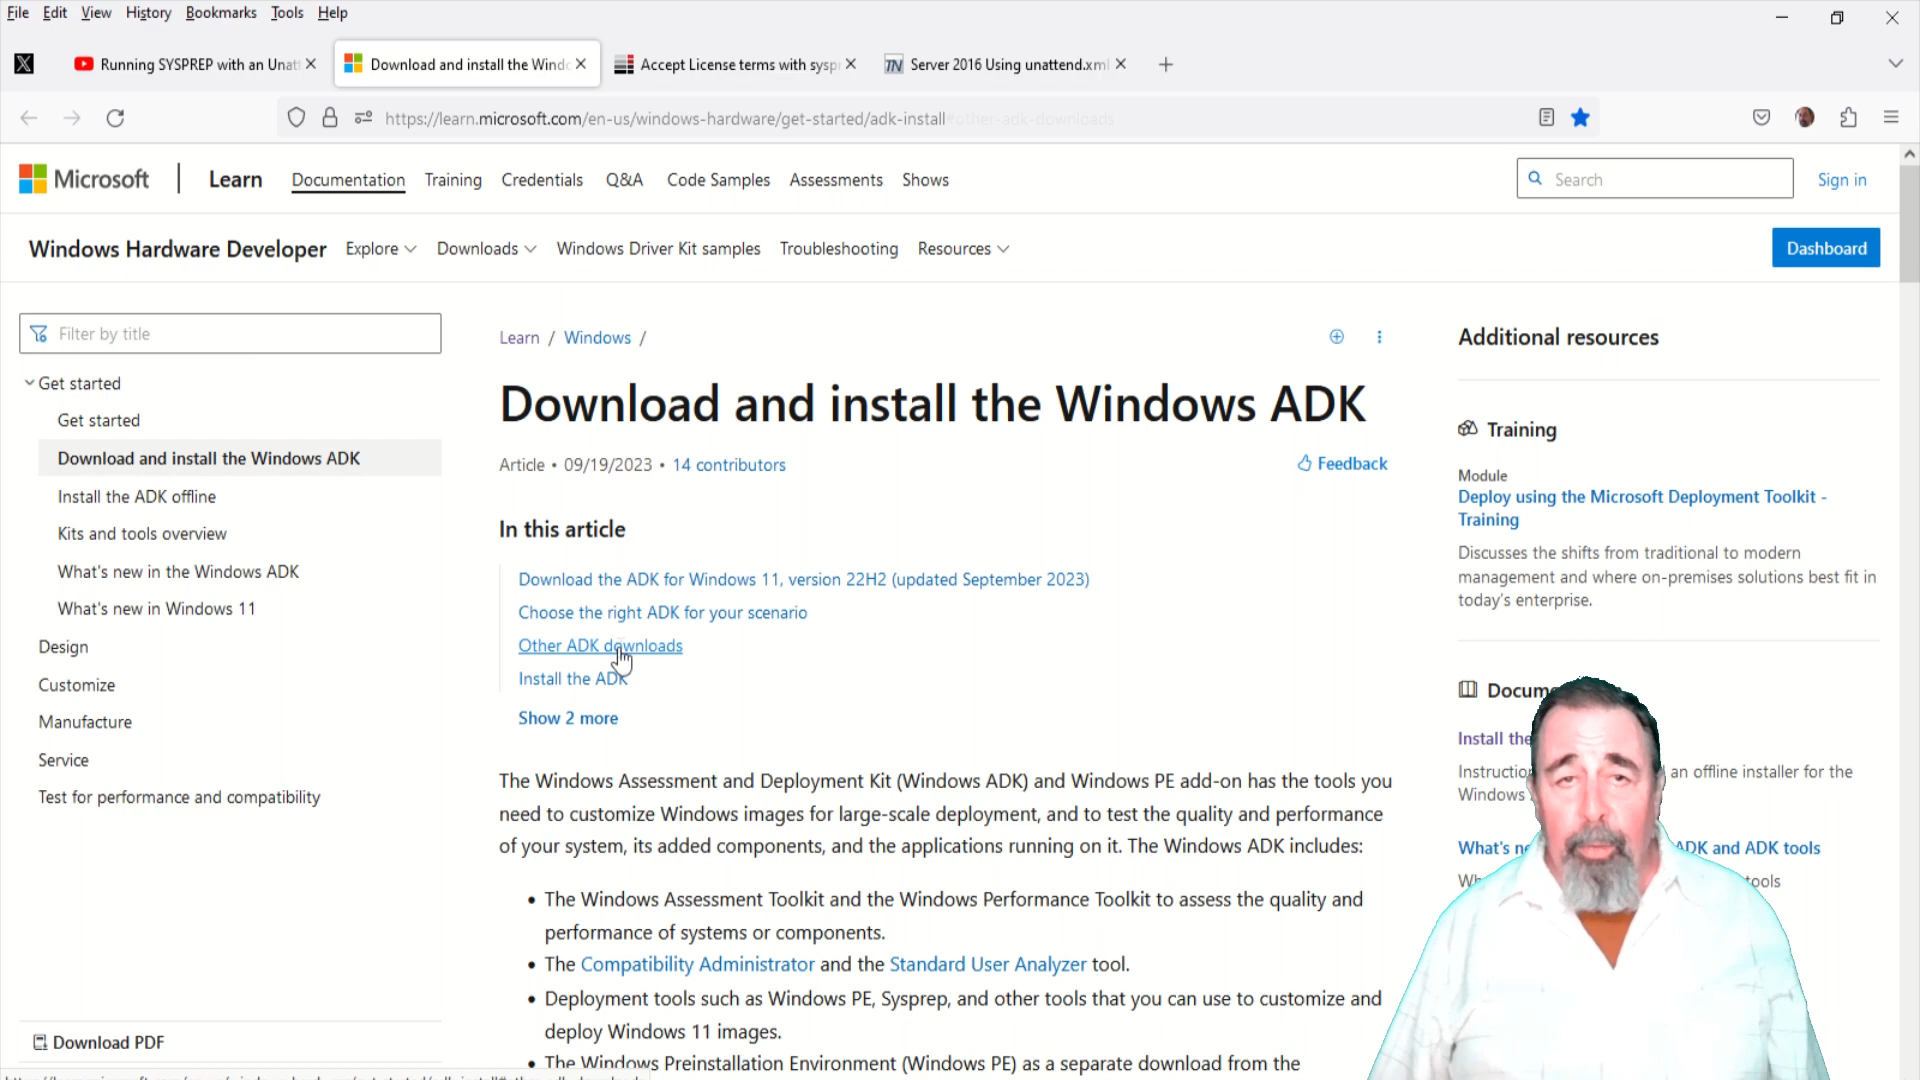 File Edit View History Bookmarks Tools Help
Running SYSPREP with an Unat
Download and install the Windo
Accept License terms with sysp
Server 2016 Using unattend.xml
https://learn.microsoft.com/en-us/windows-hardware/get-started/adk-install#other-adk-downloads
Microsoft Learn Documentation Training Credentials Q&A Code Samples Assessments Shows
Search
Sign in
Windows Hardware Developer Explore Downloads Windows Driver Kit samples Troubleshooting Resources
Dashboard
Filter by title
Get started
Get started
Download and install the Windows ADK
Install the ADK offline
Kits and tools overview
What's new in the Windows ADK
What's new in Windows 11
Design
Customize
Manufacture
Service
Test for performance and compatibility
Download PDF
Learn / Windows /
Download and install the Windows ADK
Article • 09/19/2023 • 14 contributors
Feedback
In this article
Download the ADK for Windows 11, version 22H2 (updated September 2023)
Choose the right ADK for your scenario
Other ADK downloads
Install the ADK
Show 2 more
The Windows Assessment and Deployment Kit (Windows ADK) and Windows PE add-on has the tools you
need to customize Windows images for large-scale deployment, and to test the quality and performance
of your system, its added components, and the applications running on it. The Windows ADK includes:
• The Windows Assessment Toolkit and the Windows Performance Toolkit to assess the quality and
performance of systems or components.
• The Compatibility Administrator and the Standard User Analyzer tool.
• Deployment tools such as Windows PE, Sysprep, and other tools that you can use to customize and
deploy Windows 11 images.
• The Windows Preinstallation Environment (Windows PE) as a separate download from the
Additional resources
Training
Module
Deploy using the Microsoft Deployment Toolkit -
Training
Discusses the shifts from traditional to modern
management and where on-premises solutions best fit in
today's enterprise.
Install the
an offline installer for the
Windows
What's
ADK and ADK tools
tools